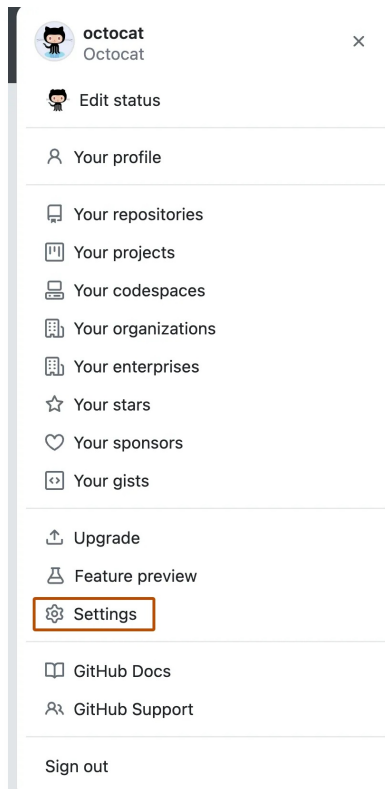 octocat
Octocat
Edit status
Your profile
Your repositories
Your projects
Your codespaces
Your organizations
Your enterprises
Your stars
Your sponsors
Your gists
Upgrade
Feature preview
Settings
GitHub Docs
GitHub Support
Sign out